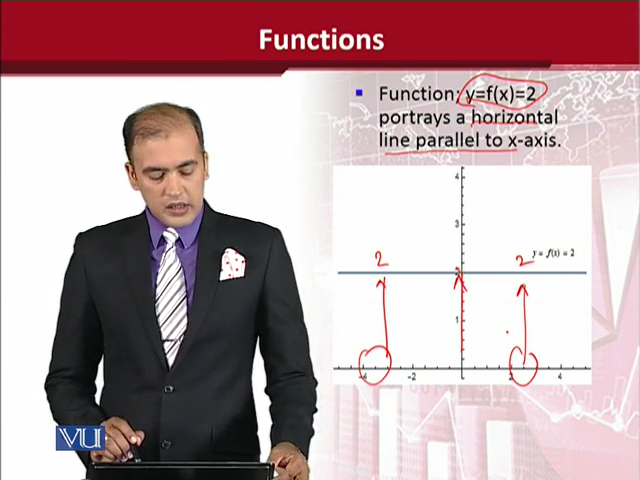 Functions
Function: y=f(x)=2
portrays a horizontal
line parallel to x-axis.
4
3
2 2 y = f(x) = 2
2
1
-4 -2 2 4
VU